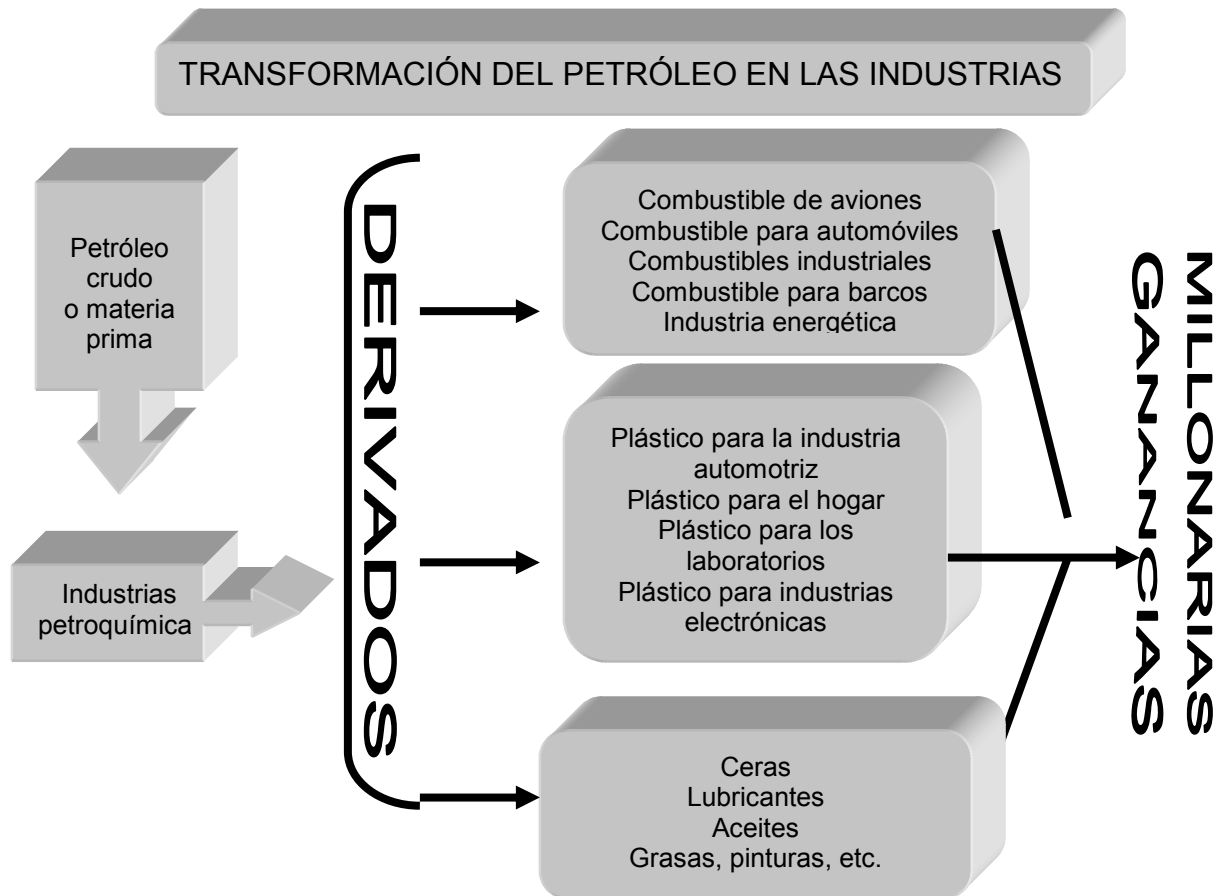 TRANSFORMACIÓN DEL PETRÓLEO EN LAS INDUSTRIAS
Petróleo
crudo
o materia
prima
Industrias
petroquímica
DERIVADOS
Combustible de aviones
Combustible para automóviles
Combustibles industriales
Combustible para barcos
Industria energética
Plástico para la industria
automotriz
Plástico para el hogar
Plástico para los
laboratorios
Plástico para industrias
electrónicas
Ceras
Lubricantes
Aceites
Grasas, pinturas, etc.
MILLONARIAS
GANANCIAS